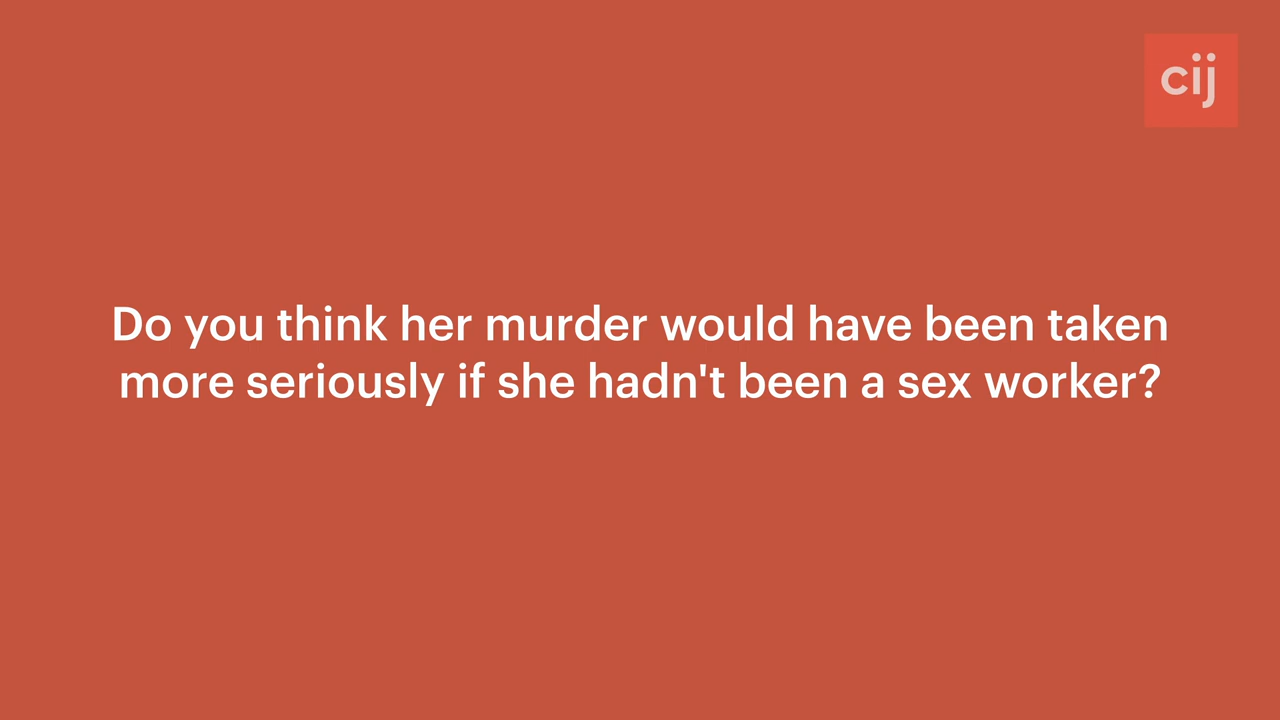 cij
Do you think her murder would have been taken
more seriously if she hadn't been a sex worker?